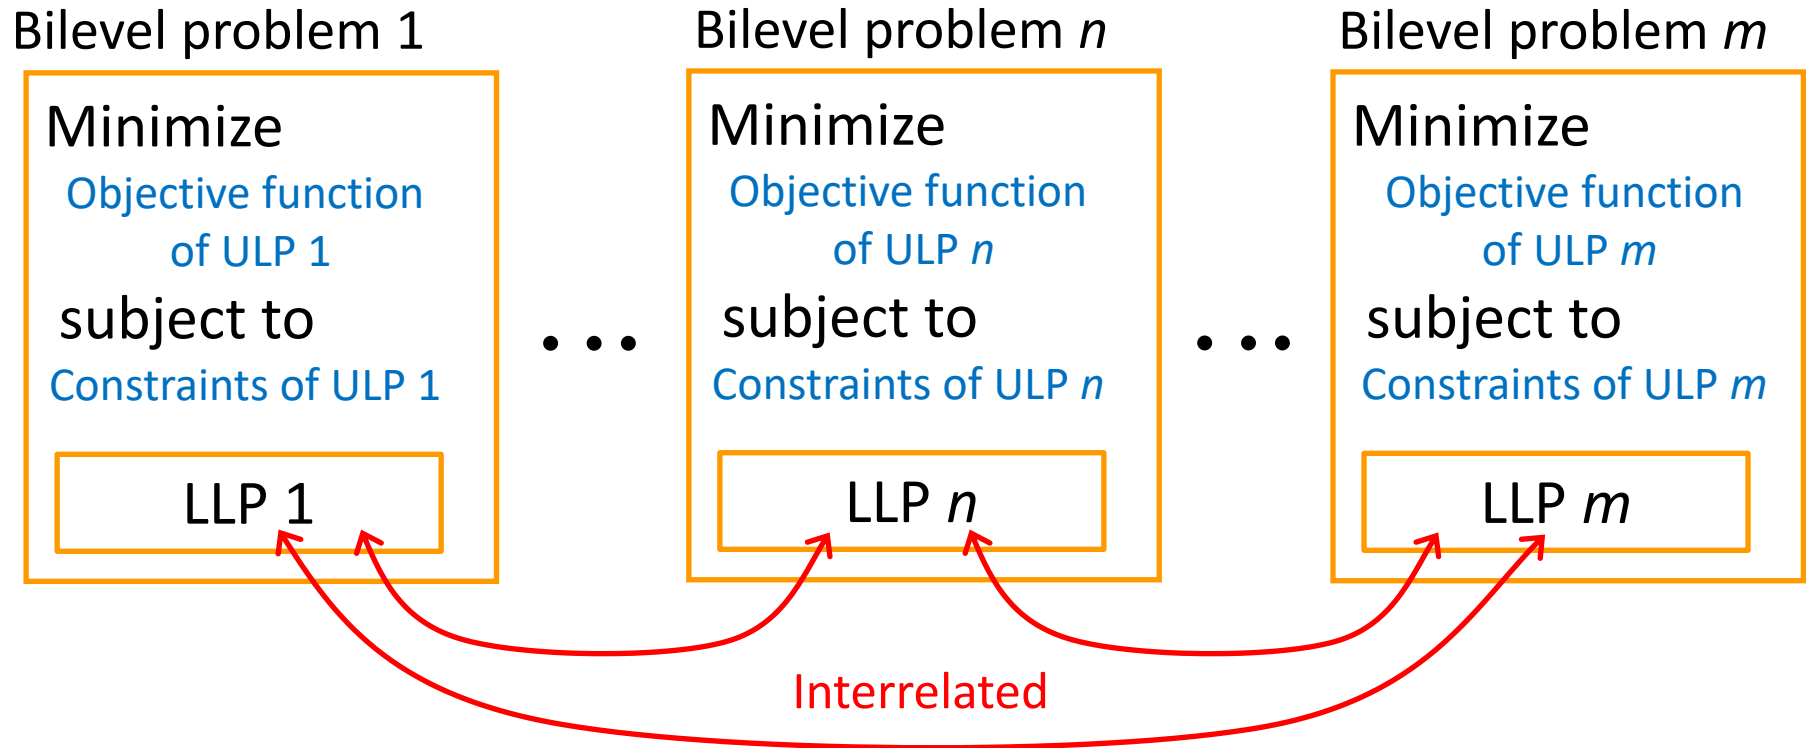 Bilevel problem 1
Minimize
Objective function
of ULP 1
subject to
Constraints of ULP 1
LLP 1
...
Bilevel problem n
Minimize
Objective function
of ULP n
subject to
Constraints of ULP n
LLP n
...
Bilevel problem m
Minimize
Objective function
of ULP m
subject to
Constraints of ULP m
LLP m
Interrelated